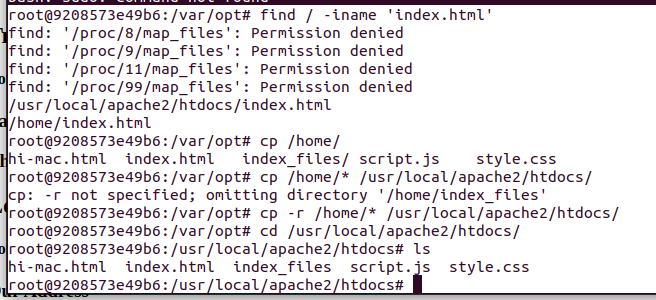 root@9208573e49b6:/var/opt# find / -iname 'index.html'
find: '/proc/8/map_files': Permission denied
find: '/proc/9/map_files': Permission denied
find: '/proc/11/map_files': Permission denied
find: '/proc/99/map_files': Permission denied
/usr/local/apache2/htdocs/index.html
/home/index.html
root@9208573e49b6:/var/opt# cp /home/
hi-mac.html  index.html   index_files/ script.js    style.css
root@9208573e49b6:/var/opt# cp /home/* /usr/local/apache2/htdocs/
cp: -r not specified; omitting directory '/home/index_files'
root@9208573e49b6:/var/opt# cp -r /home/* /usr/local/apache2/htdocs/
root@9208573e49b6:/var/opt# cd /usr/local/apache2/htdocs/
root@9208573e49b6:/usr/local/apache2/htdocs# ls
hi-mac.html  index.html  index_files  script.js  style.css
root@9208573e49b6:/usr/local/apache2/htdocs#